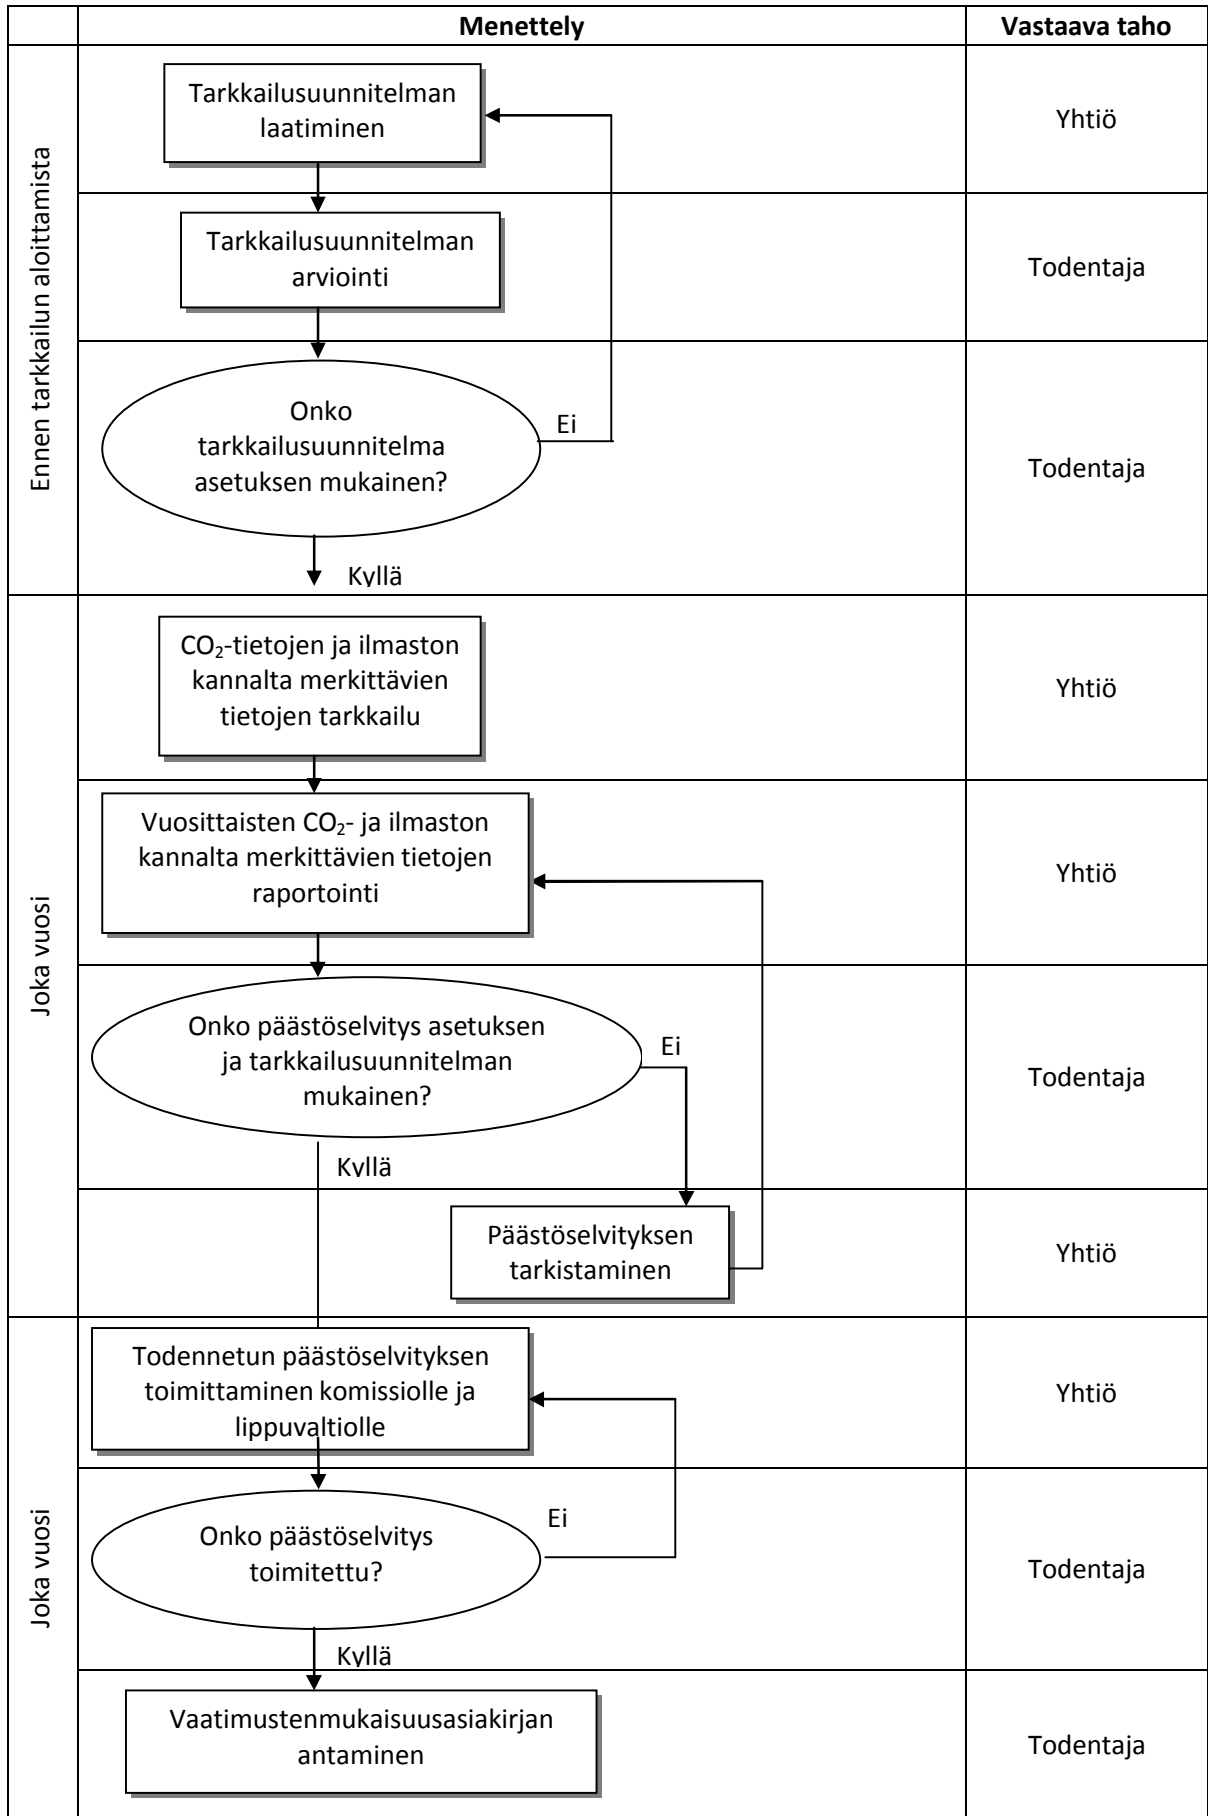 Menettely
Vastaava taho
Ennen tarkkailun aloittamista
Tarkkailusuunnitelman
laatiminen
Yhtiö
Tarkkailusuunnitelman
arviointi
Todentaja
Onko
tarkkailusuunnitelma
asetuksen mukainen?
Ei
Todentaja
Kyllä
Joka vuosi
CO₂-tietojen ja ilmaston
kannalta merkittävien
tietojen tarkkailu
Yhtiö
Vuosittaisten CO₂- ja ilmaston
kannalta merkittävien tietojen
raportointi
Yhtiö
Onko päästöselvitys asetuksen
ja tarkkailusuunnitelman
mukainen?
Ei
Todentaja
Kyllä
Päästöselvityksen
tarkistaminen
Yhtiö
Joka vuosi
Todennetun päästöselvityksen
toimittaminen komissiolle ja
lippuvaltiolle
Yhtiö
Onko päästöselvitys
toimitettu?
Ei
Todentaja
Kyllä
Vaatimustenmukaisuusasiakirjan
antaminen
Todentaja